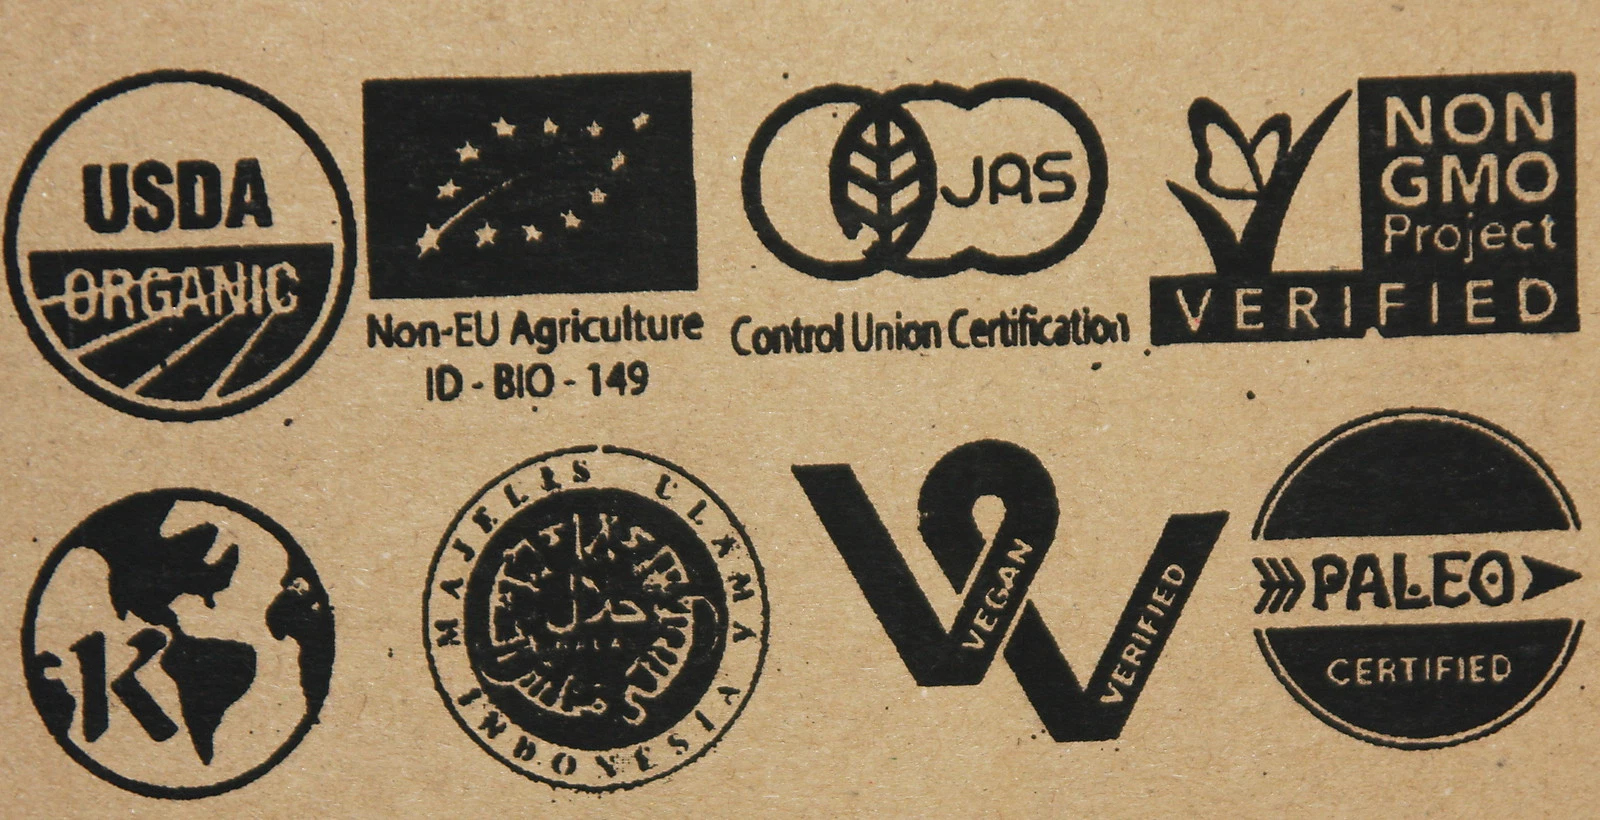 USDA
ORGANIC
Non-EU Agriculture
ID - BIO - 149
JAS
Control Union Certification
NON
GMO
Project
VERIFIED
K
MAJELIS ULAMA
INDONESIA
حلال
VEGAN
VERIFIED
PALEO
CERTIFIED